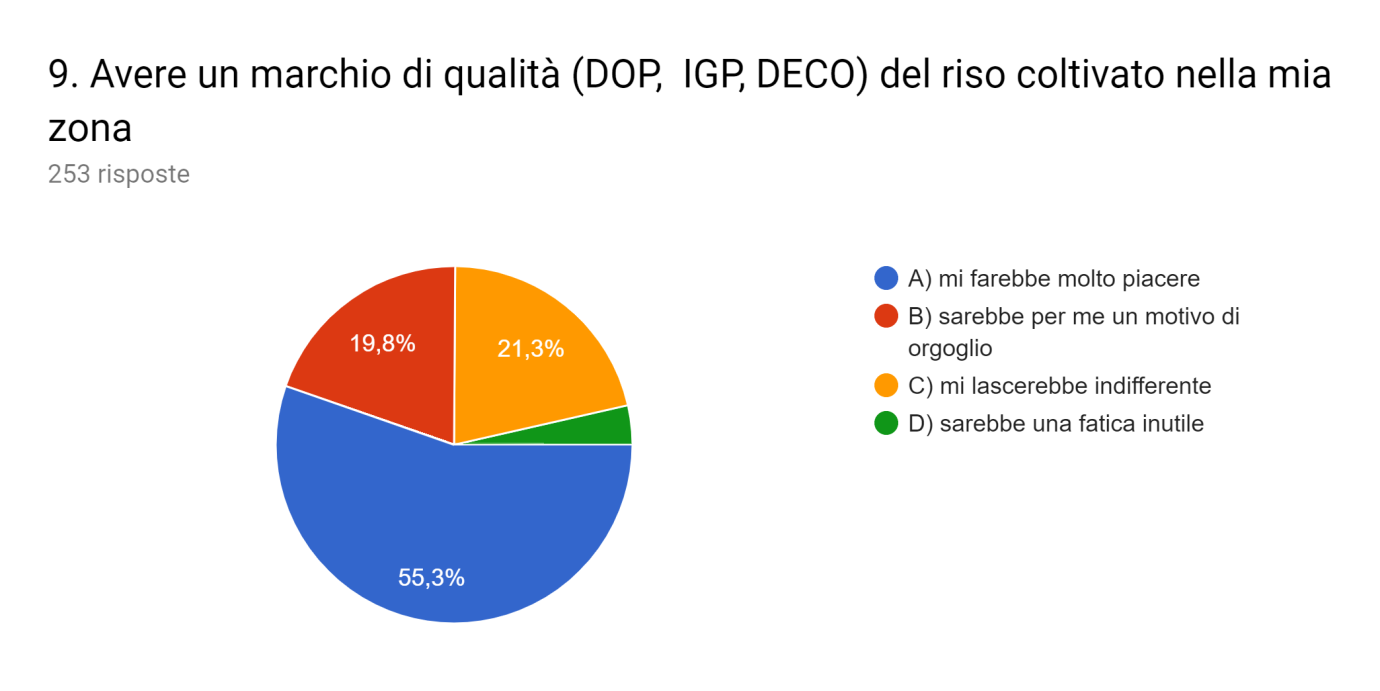 9. Avere un marchio di qualità (DOP,  IGP, DECO) del riso coltivato nella mia
zona
253 risposte
A) mi farebbe molto piacere
B) sarebbe per me un motivo di
orgoglio
C) mi lascerebbe indifferente
D) sarebbe una fatica inutile
19,8%
21,3%
55,3%